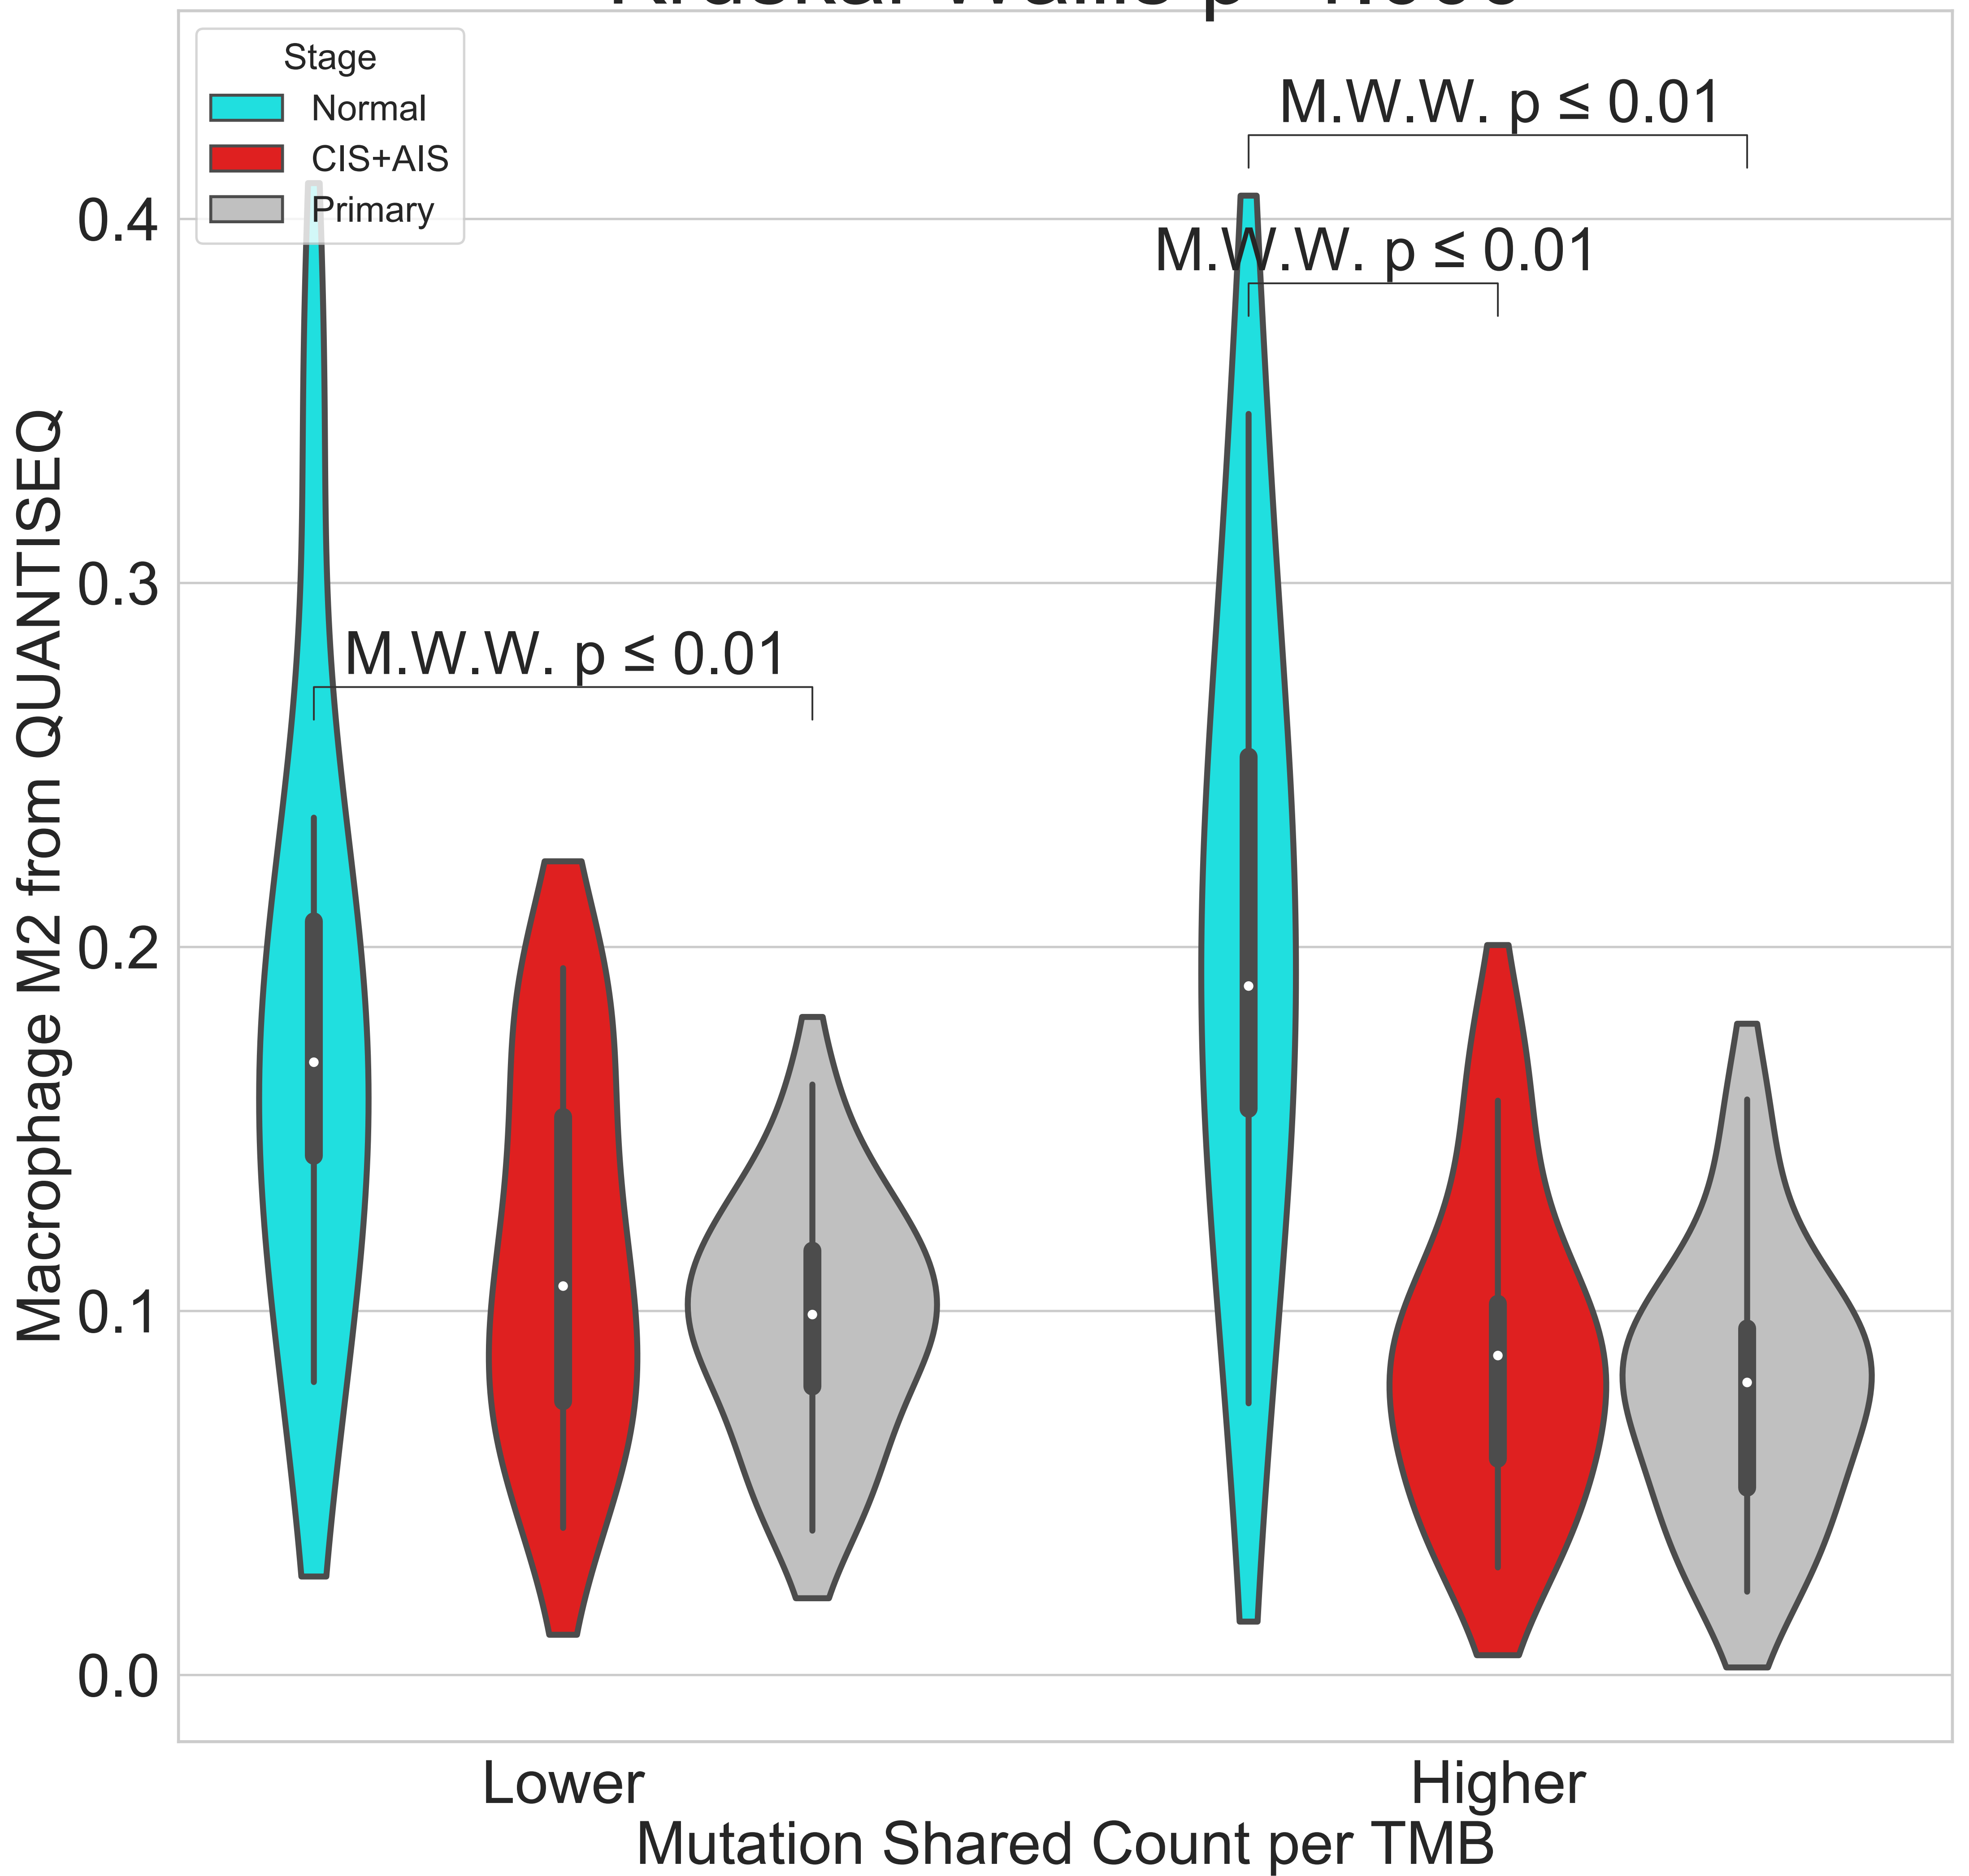 Stage
Normal
CIS+AIS
Primary
M.W.W. p ≤ 0.01
M.W.W. p ≤ 0.01
M.W.W. p ≤ 0.01
0.4
0.3
0.2
0.1
0.0
Macrophage M2 from QUANTISEQ
Lower
Higher
Mutation Shared Count per TMB